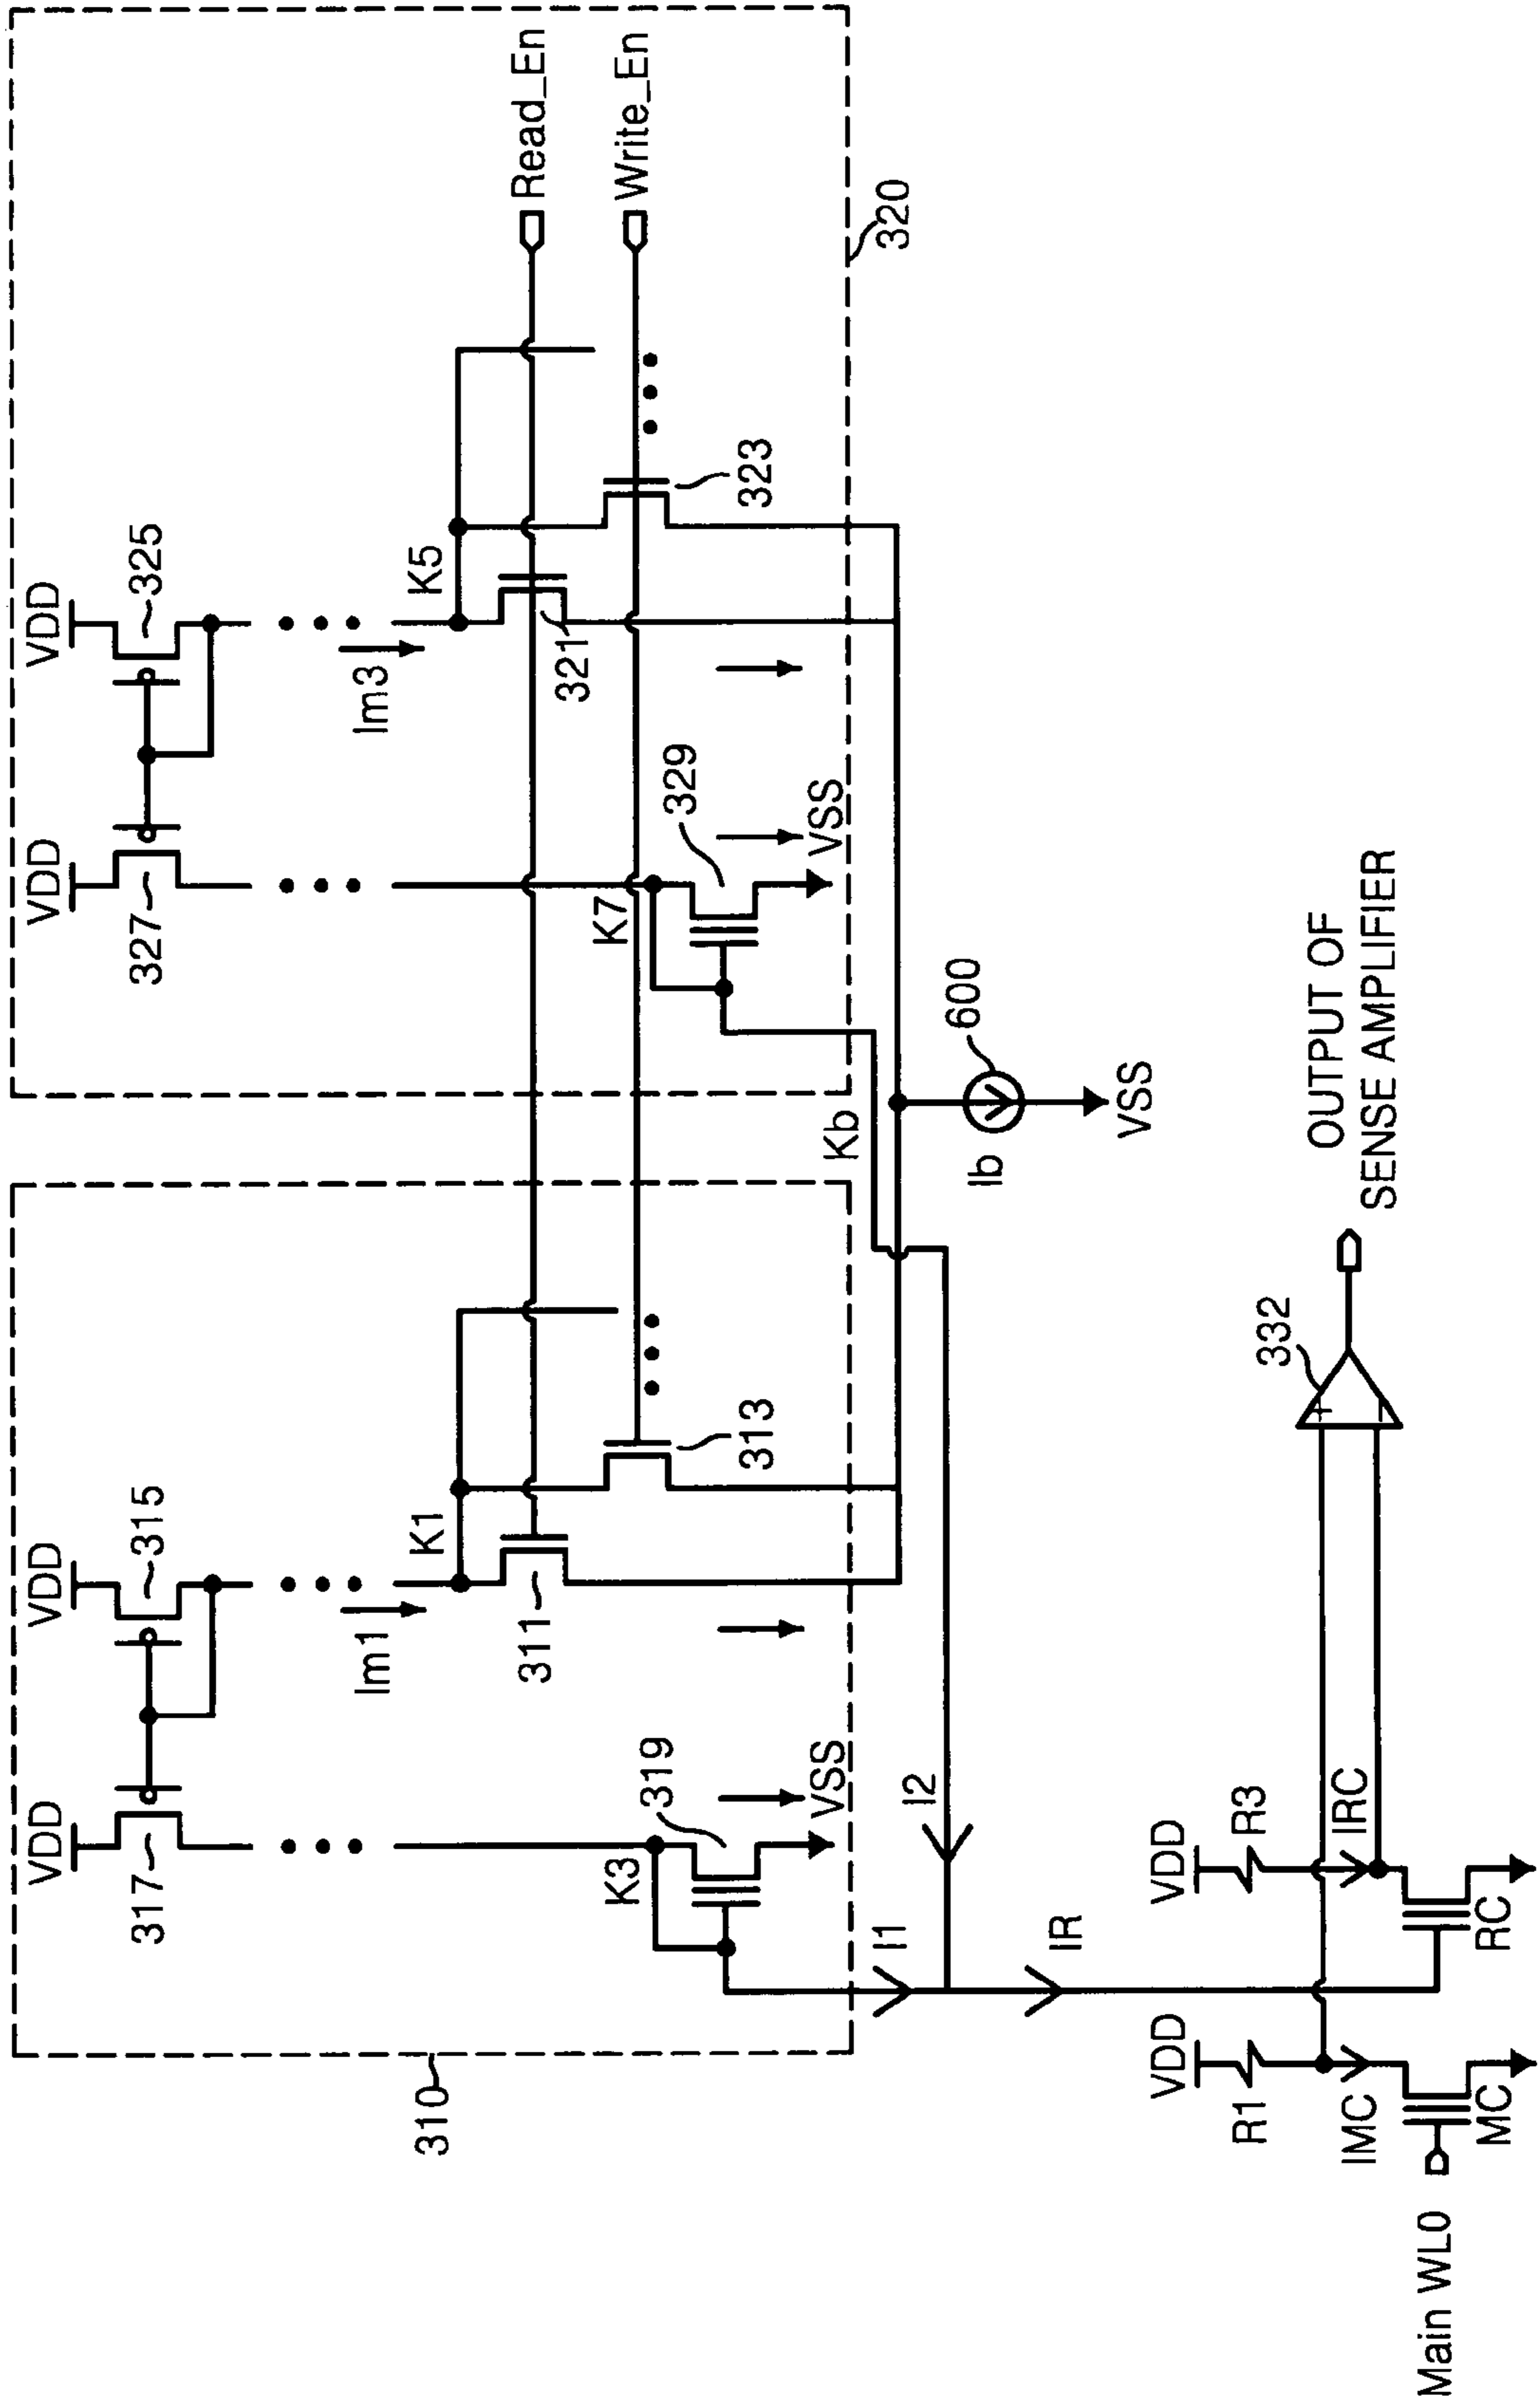 VDD
VDD
VDD
VDD
317
315
327
325
310
Im1
Im3
K1
K5
Read_En
311
321
K3
K7
Write_En
319
313
329
323
VSS
VSS
320
Kb
I1
I2
Ib
600
IR
VSS
VDD
VDD
R1
R3
332
OUTPUT OF
SENSE AMPLIFIER
IMC
IRC
+
−
Main WL0
MC
RC